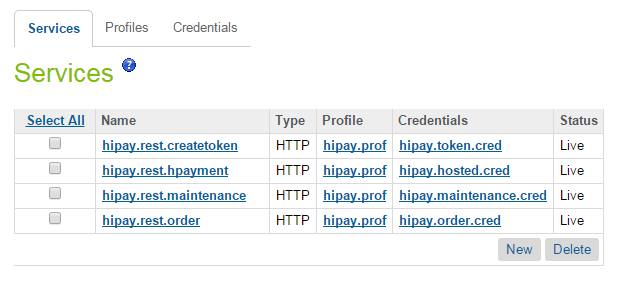 Services Profiles Credentials
Services ?
Select All Name Type Profile Credentials Status
hipay.rest.createtoken HTTP hipay.prof hipay.token.cred Live
hipay.rest.hpayment HTTP hipay.prof hipay.hosted.cred Live
hipay.rest.maintenance HTTP hipay.prof hipay.maintenance.cred Live
hipay.rest.order HTTP hipay.prof hipay.order.cred Live
New Delete